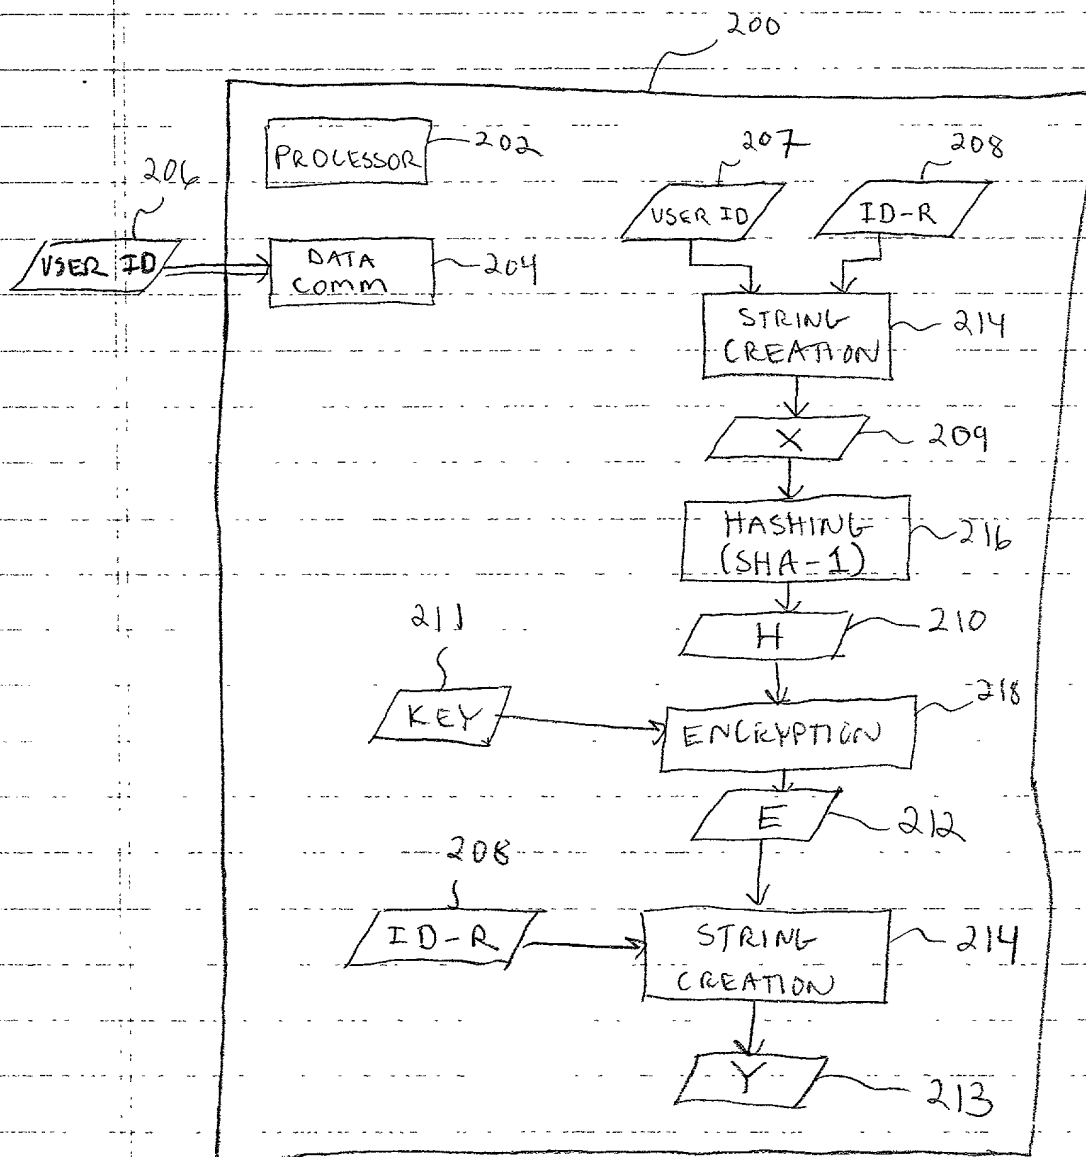 200
PROCESSOR
202
207
208
206
USER ID
ID-R
USER ID
DATA
COMM
204
STRING
CREATION
214
X
209
HASHING
(SHA-1)
216
H
210
211
KEY
ENCRYPTION
218
E
212
208
ID-R
STRING
CREATION
214
Y
213